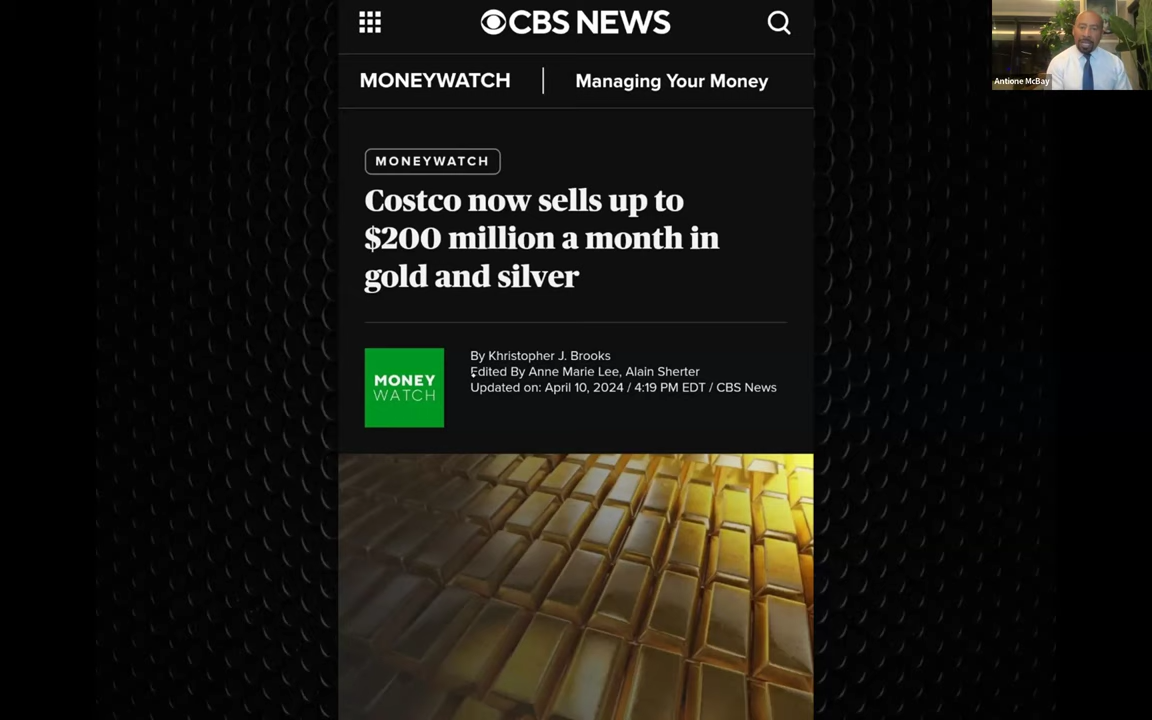 CBS NEWS
MONEYWATCH | Managing Your Money
MONEYWATCH
Costco now sells up to
$200 million a month in
gold and silver
MONEY
WATCH
By Khristopher J. Brooks
Edited By Anne Marie Lee, Alain Sherter
Updated on: April 10, 2024 / 4:19 PM EDT / CBS News
Antione McBay